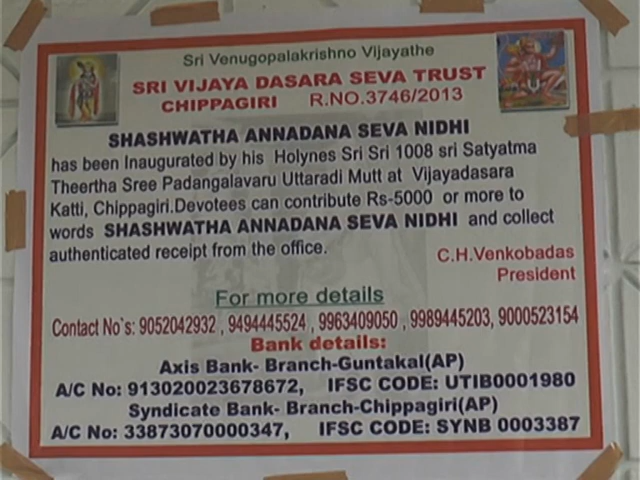 Sri Venugopalakrishno Vijayathe
SRI VIJAYA DASARA SEVA TRUST
CHIPPAGIRI R.NO.3746/2013
SHASHWATHA ANNADANA SEVA NIDHI
has been Inaugurated by his Holynes Sri Sri 1008 sri Satyatma
Theertha Sree Padangalavaru Uttaradi Mutt at Vijayadasara
Katti, Chippagiri.Devotees can contribute Rs-5000 or more to
words SHASHWATHA ANNADANA SEVA NIDHI and collect
authenticated receipt from the office.
C.H.Venkobadas
President
For more details
Contact No`s: 9052042932 , 9494445524 , 9963409050 , 9989445203, 9000523154
Bank details:
Axis Bank- Branch-Guntakal(AP)
A/C No: 913020023678672, IFSC CODE: UTIB0001980
Syndicate Bank- Branch-Chippagiri(AP)
A/C No: 33873070000347, IFSC CODE: SYNB 0003387